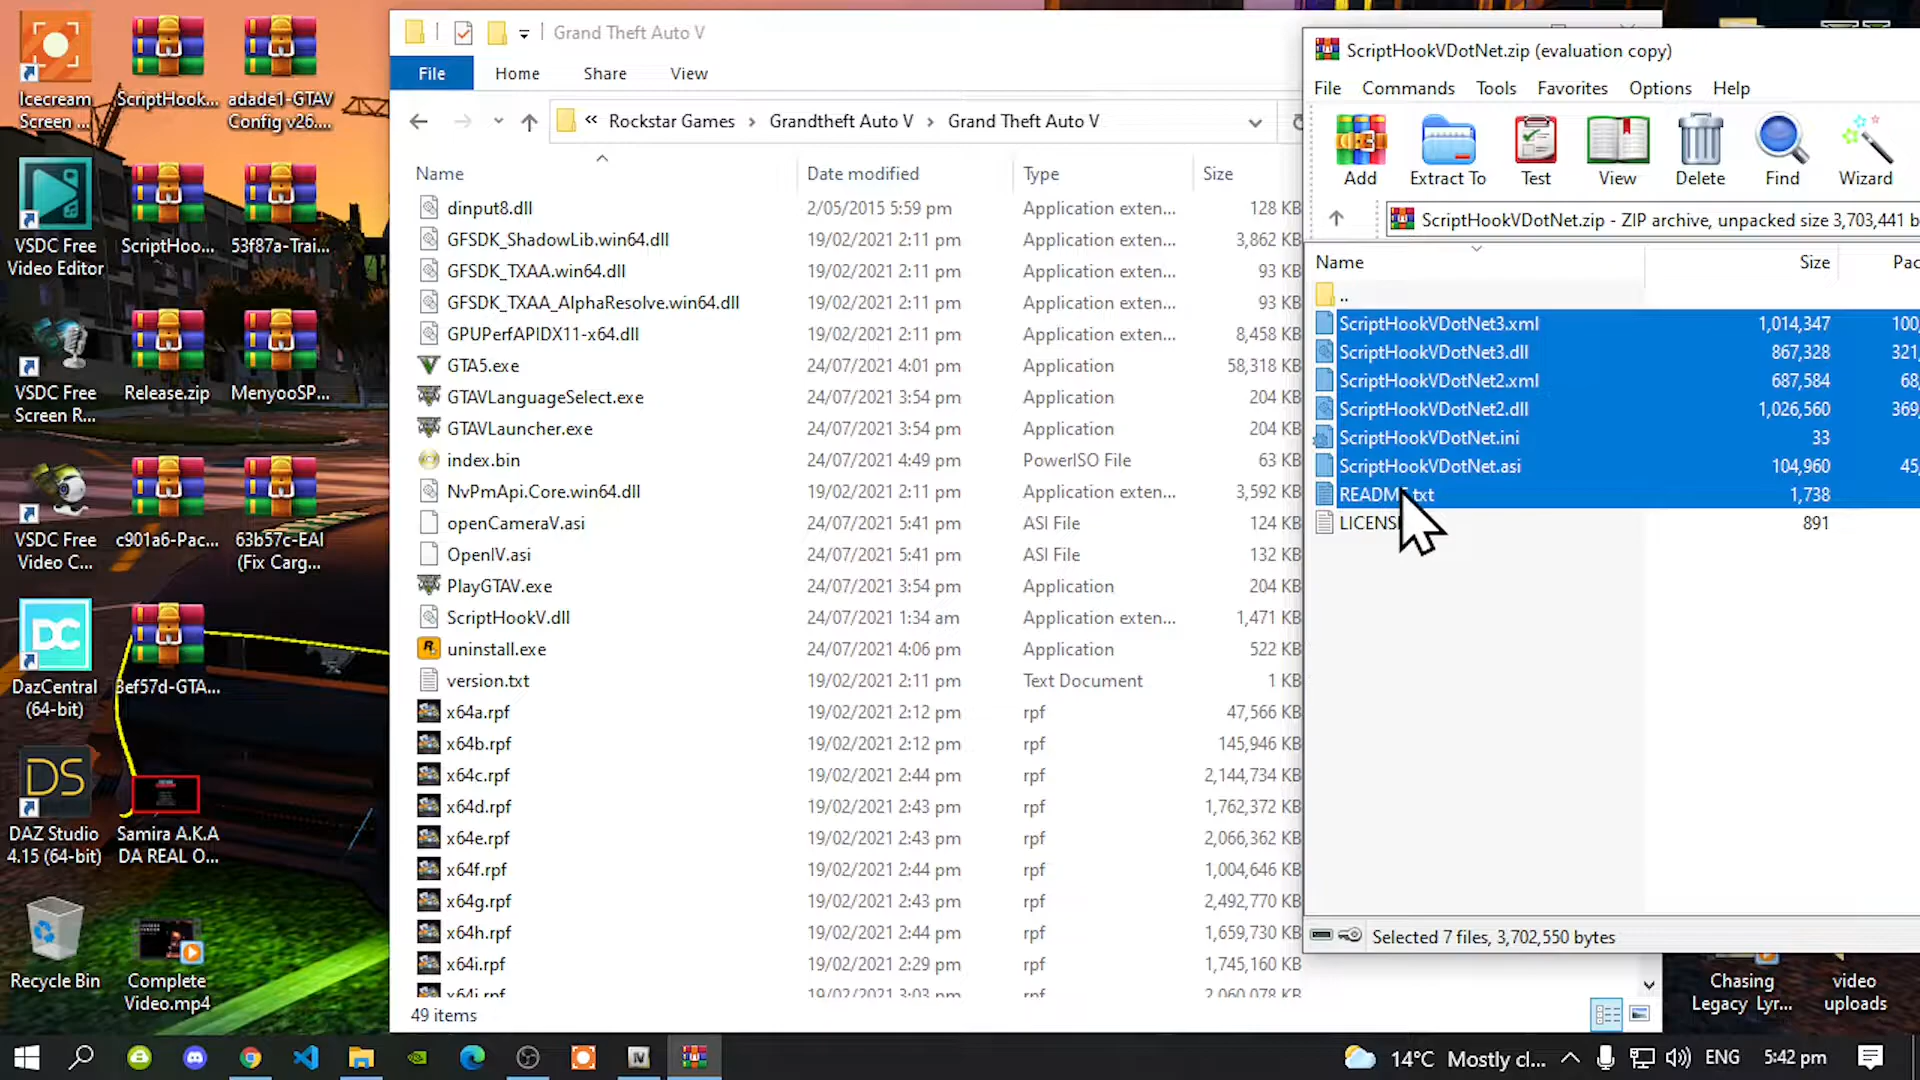 Icecream
Screen ...
ScriptHook...
adade1-GTAV
Config v26....
VSDC Free
Video Editor
ScriptHoo...
53f87a-Trai...
VSDC Free
Screen R...
Release.zip
MenyooSP...
VSDC Free
Video C...
c901a6-Pac...
63b57c-EAI
(Fix Carg...
DazCentral
(64-bit)
3ef57d-GTA...
DAZ Studio
4.15 (64-bit)
Samira A.K.A
DA REAL O...
Recycle Bin
Complete
Video.mp4
Grand Theft Auto V
File Home Share View
« Rockstar Games > Grandtheft Auto V > Grand Theft Auto V
Name Date modified Type Size
dinput8.dll 2/05/2015 5:59 pm Application exten... 128 KB
GFSDK_ShadowLib.win64.dll 19/02/2021 2:11 pm Application exten... 3,862 KB
GFSDK_TXAA.win64.dll 19/02/2021 2:11 pm Application exten... 93 KB
GFSDK_TXAA_AlphaResolve.win64.dll 19/02/2021 2:11 pm Application exten... 93 KB
GPUPerfAPIDX11-x64.dll 19/02/2021 2:11 pm Application exten... 8,458 KB
GTA5.exe 24/07/2021 4:01 pm Application 58,318 KB
GTAVLanguageSelect.exe 24/07/2021 3:54 pm Application 204 KB
GTAVLauncher.exe 24/07/2021 3:54 pm Application 204 KB
index.bin 24/07/2021 4:49 pm PowerISO File 63 KB
NvPmApi.Core.win64.dll 19/02/2021 2:11 pm Application exten... 3,592 KB
openCameraV.asi 24/07/2021 5:41 pm ASI File 124 KB
OpenIV.asi 24/07/2021 5:41 pm ASI File 132 KB
PlayGTAV.exe 24/07/2021 3:54 pm Application 204 KB
ScriptHookV.dll 24/07/2021 1:34 am Application exten... 1,471 KB
uninstall.exe 24/07/2021 4:06 pm Application 522 KB
version.txt 19/02/2021 2:11 pm Text Document 1 KB
x64a.rpf 19/02/2021 2:12 pm rpf 47,566 KB
x64b.rpf 19/02/2021 2:12 pm rpf 145,946 KB
x64c.rpf 19/02/2021 2:44 pm rpf 2,144,734 KB
x64d.rpf 19/02/2021 2:43 pm rpf 1,762,372 KB
x64e.rpf 19/02/2021 2:43 pm rpf 2,066,362 KB
x64f.rpf 19/02/2021 2:44 pm rpf 1,004,646 KB
x64g.rpf 19/02/2021 2:43 pm rpf 2,492,770 KB
x64h.rpf 19/02/2021 2:44 pm rpf 1,659,730 KB
x64i.rpf 19/02/2021 2:29 pm rpf 1,745,160 KB
x64j.rpf 19/02/2021 3:03 pm rpf 2,060,078 KB
49 items
ScriptHookVDotNet.zip (evaluation copy)
File Commands Tools Favorites Options Help
Add Extract To Test View Delete Find Wizard
ScriptHookVDotNet.zip - ZIP archive, unpacked size 3,703,441 b
Name Size Pac
..
ScriptHookVDotNet3.xml 1,014,347 100,
ScriptHookVDotNet3.dll 867,328 321,
ScriptHookVDotNet2.xml 687,584 68,
ScriptHookVDotNet2.dll 1,026,560 369,
ScriptHookVDotNet.ini 33
ScriptHookVDotNet.asi 104,960 45,
README.txt 1,738
LICENS 891
Selected 7 files, 3,702,550 bytes
Chasing
Legacy Lyr...
video
uploads
14°C Mostly cl... ENG 5:42 pm